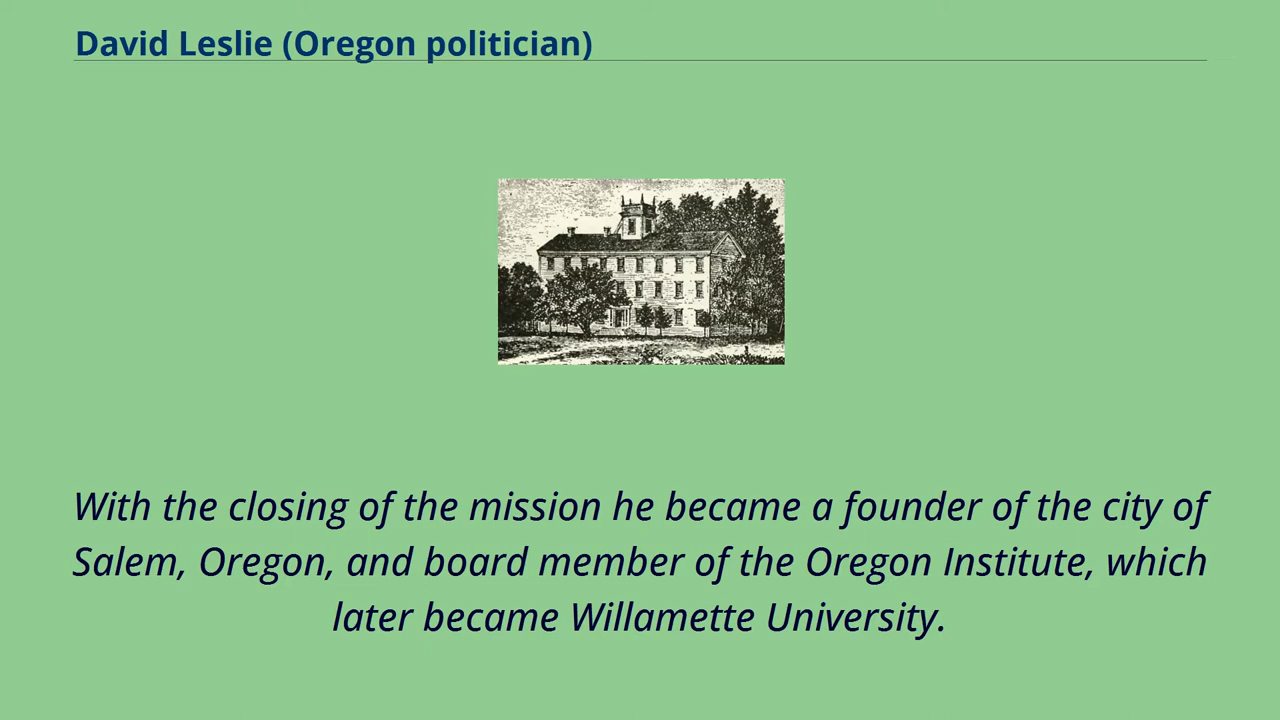 David Leslie (Oregon politician)
With the closing of the mission he became a founder of the city of
Salem, Oregon, and board member of the Oregon Institute, which
later became Willamette University.